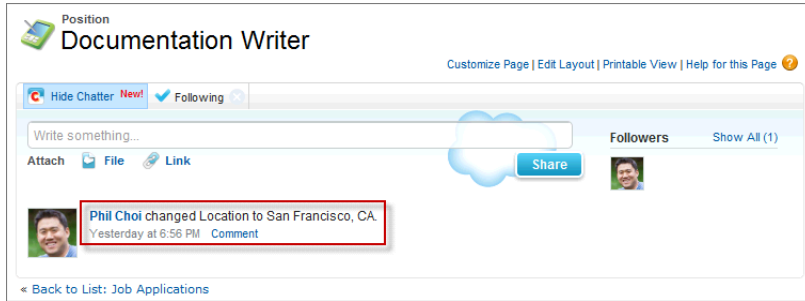 Position
Documentation Writer
Customize Page | Edit Layout | Printable View | Help for this Page ?
C Hide Chatter New! Following
Write something...
Followers Show All (1)
Attach File Link
Share
Phil Choi changed Location to San Francisco, CA.
Yesterday at 6:56 PM Comment
« Back to List: Job Applications